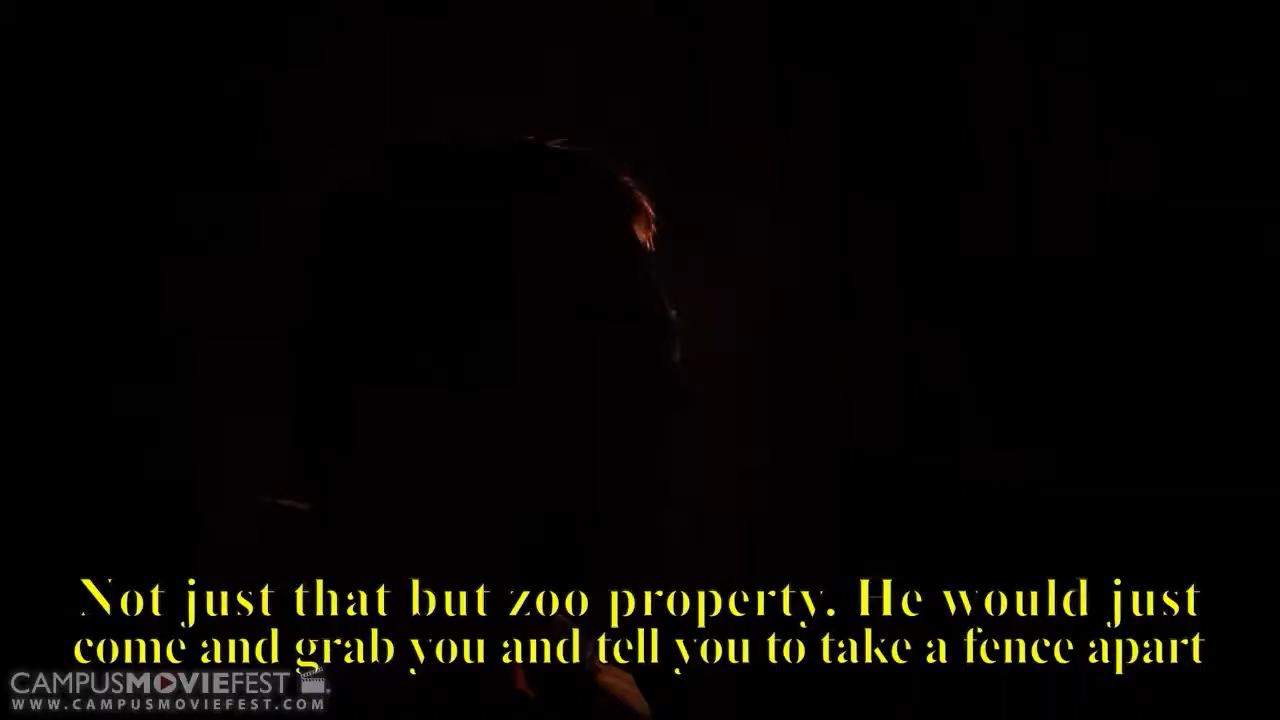 Not just that but zoo property. He would just
come and grab you and tell you to take a fence apart
CAMPUSMOVIEFEST
WWW.CAMPUSMOVIEFEST.COM